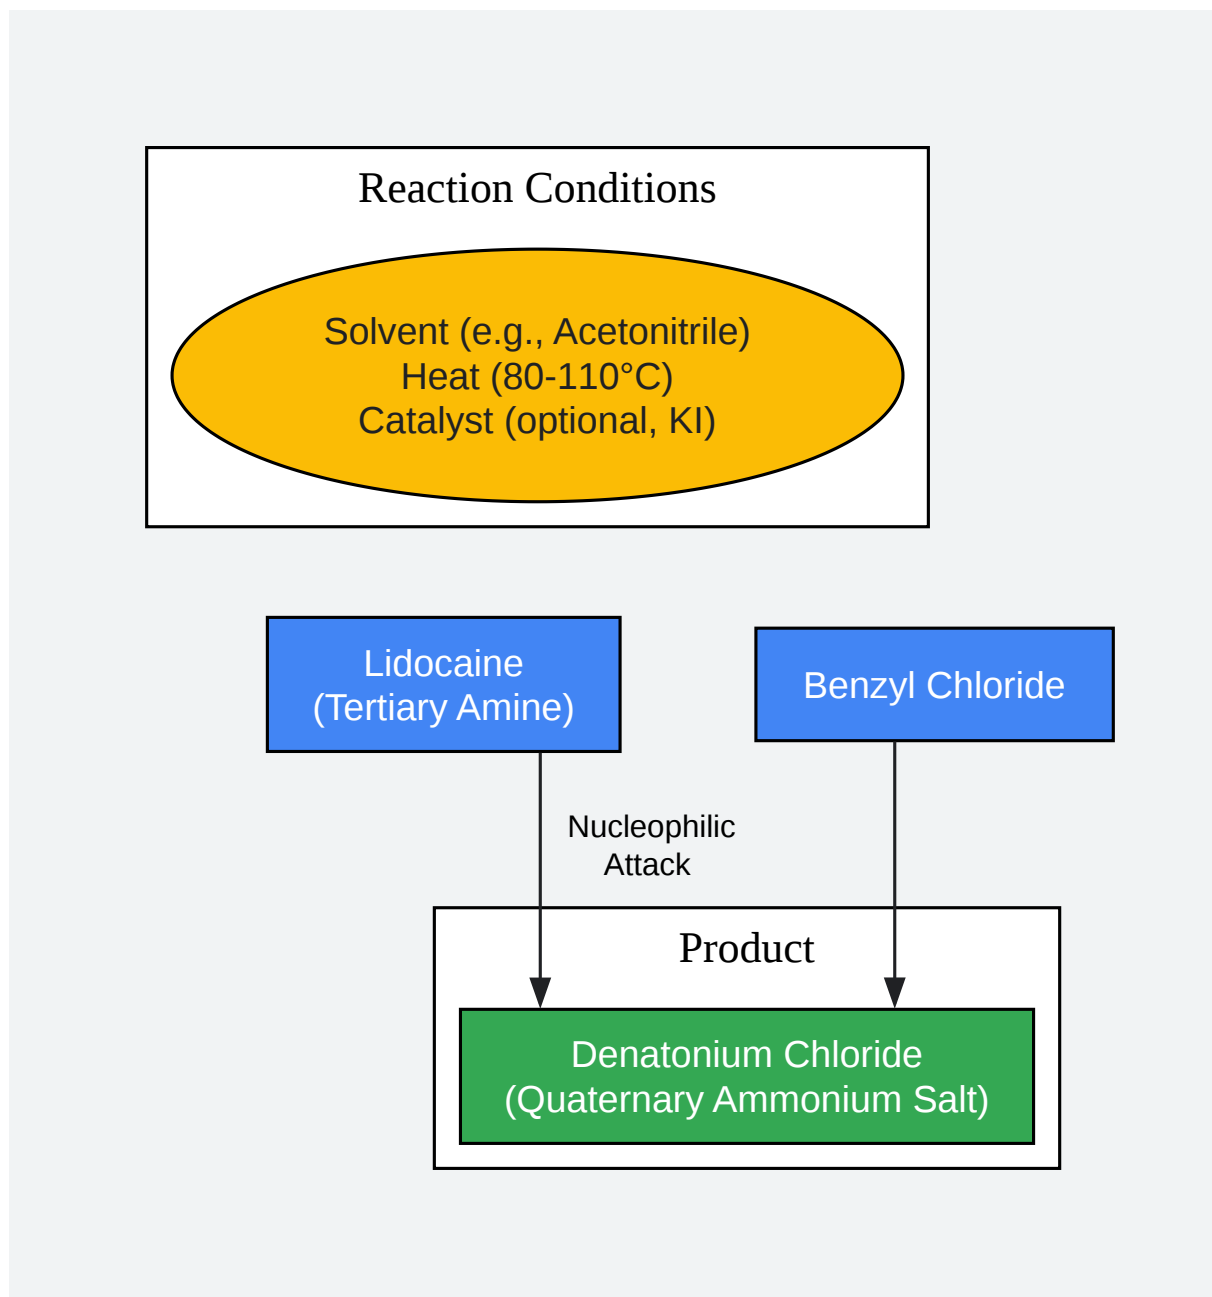 Reaction Conditions
Solvent (e.g., Acetonitrile)
Heat (80-110°C)
Catalyst (optional, KI)
Lidocaine
(Tertiary Amine)
Benzyl Chloride
Nucleophilic
Attack
Product
Denatonium Chloride
(Quaternary Ammonium Salt)